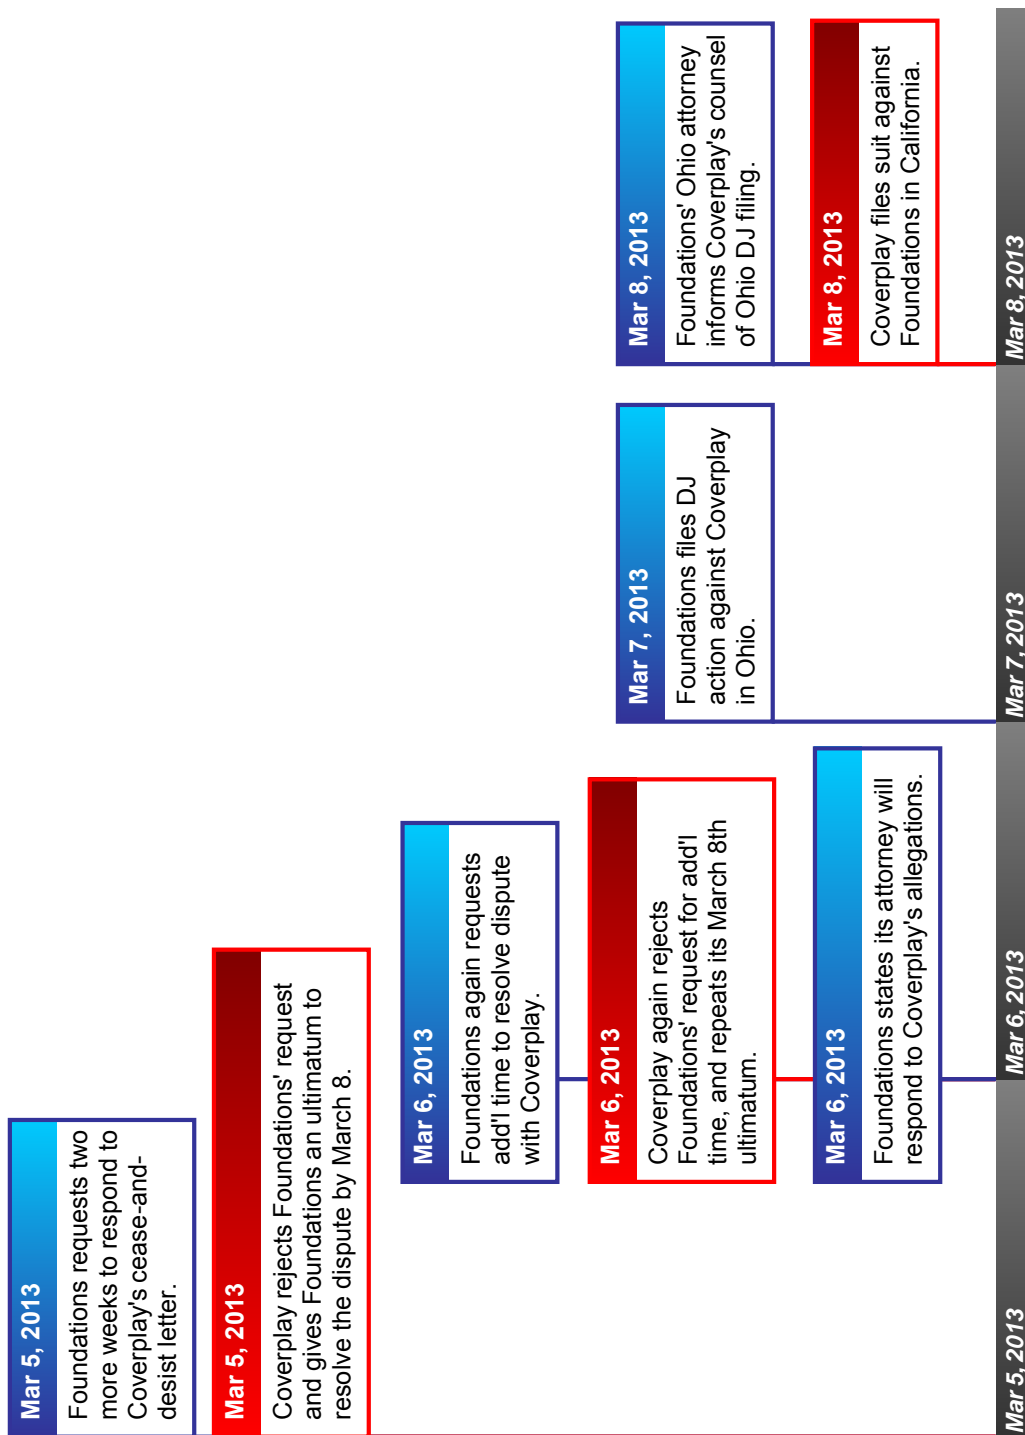 Mar 5, 2013
Foundations requests two
more weeks to respond to
Coverplay's cease-and-
desist letter.
Mar 5, 2013
Coverplay rejects Foundations' request
and gives Foundations an ultimatum to
resolve the dispute by March 8.
Mar 6, 2013
Foundations again requests
add'l time to resolve dispute
with Coverplay.
Mar 6, 2013
Coverplay again rejects
Foundations' request for add'l
time, and repeats its March 8th
ultimatum.
Mar 6, 2013
Foundations states its attorney will
respond to Coverplay's allegations.
Mar 7, 2013
Foundations files DJ
action against Coverplay
in Ohio.
Mar 8, 2013
Foundations' Ohio attorney
informs Coverplay's counsel
of Ohio DJ filing.
Mar 8, 2013
Coverplay files suit against
Foundations in California.
Mar 5, 2013
Mar 6, 2013
Mar 7, 2013
Mar 8, 2013